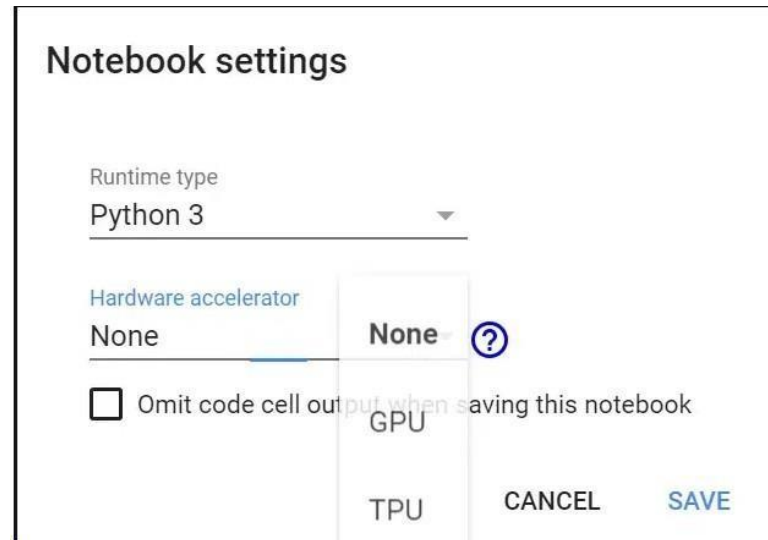 Notebook settings
Runtime type
Python 3
Hardware accelerator
None
None
?
Omit code cell output when saving this notebook
GPU
TPU
CANCEL SAVE